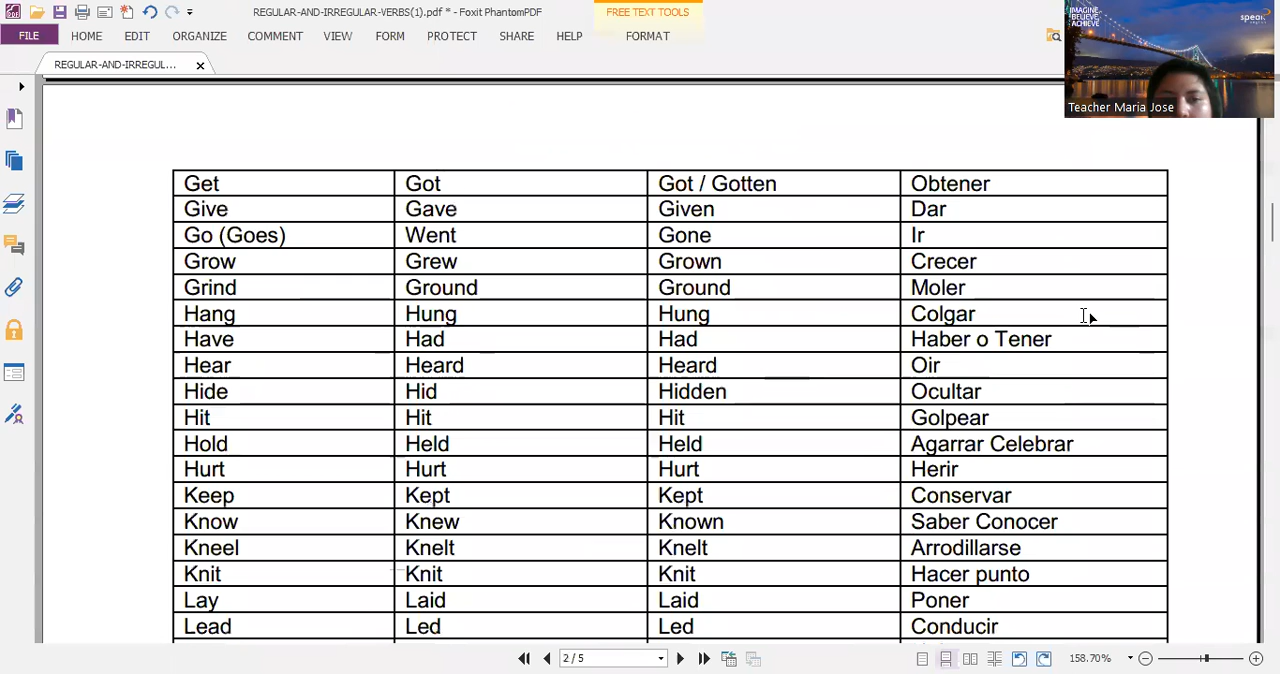 REGULAR-AND-IRREGULAR-VERBS(1).pdf * - Foxit PhantomPDF
FREE TEXT TOOLS
FILE HOME EDIT ORGANIZE COMMENT VIEW FORM PROTECT SHARE HELP FORMAT
REGULAR-AND-IRREGUL...
IMAGINE
BELIEVE
ACHIEVE
speak
Teacher Maria Jose
Get Got Got / Gotten Obtener
Give Gave Given Dar
Go (Goes) Went Gone Ir
Grow Grew Grown Crecer
Grind Ground Ground Moler
Hang Hung Hung Colgar
Have Had Had Haber o Tener
Hear Heard Heard Oir
Hide Hid Hidden Ocultar
Hit Hit Hit Golpear
Hold Held Held Agarrar Celebrar
Hurt Hurt Hurt Herir
Keep Kept Kept Conservar
Know Knew Known Saber Conocer
Kneel Knelt Knelt Arrodillarse
Knit Knit Knit Hacer punto
Lay Laid Laid Poner
Lead Led Led Conducir
2 / 5
158.70%